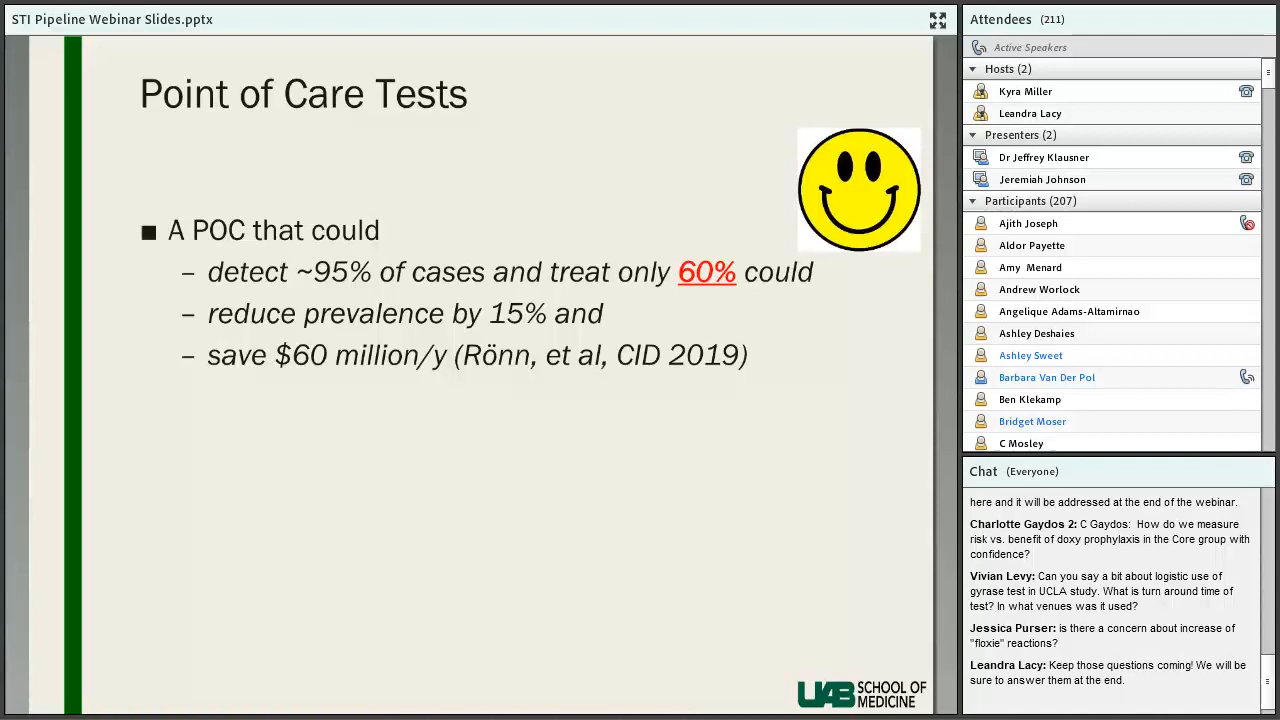 STI Pipeline Webinar Slides.pptx
Point of Care Tests
■ A POC that could
– detect ~95% of cases and treat only 60% could
– reduce prevalence by 15% and
– save $60 million/y (Rönn, et al, CID 2019)
UAB SCHOOL OF
MEDICINE
Attendees (211)
Active Speakers
Hosts (2)
Kyra Miller
Leandra Lacy
Presenters (2)
Dr Jeffrey Klausner
Jeremiah Johnson
Participants (207)
Ajith Joseph
Aldor Payette
Amy Menard
Andrew Worlock
Angelique Adams-Altamirnao
Ashley Deshaies
Ashley Sweet
Barbara Van Der Pol
Ben Klekamp
Bridget Moser
C Mosley
Chat (Everyone)
here and it will be addressed at the end of the webinar.
Charlotte Gaydos 2: C Gaydos: How do we measure
risk vs. benefit of doxy prophylaxis in the Core group with
confidence?
Vivian Levy: Can you say a bit about logistic use of
gyrase test in UCLA study. What is turn around time of
test? In what venues was it used?
Jessica Purser: is there a concern about increase of
"floxie" reactions?
Leandra Lacy: Keep those questions coming! We will be
sure to answer them at the end.